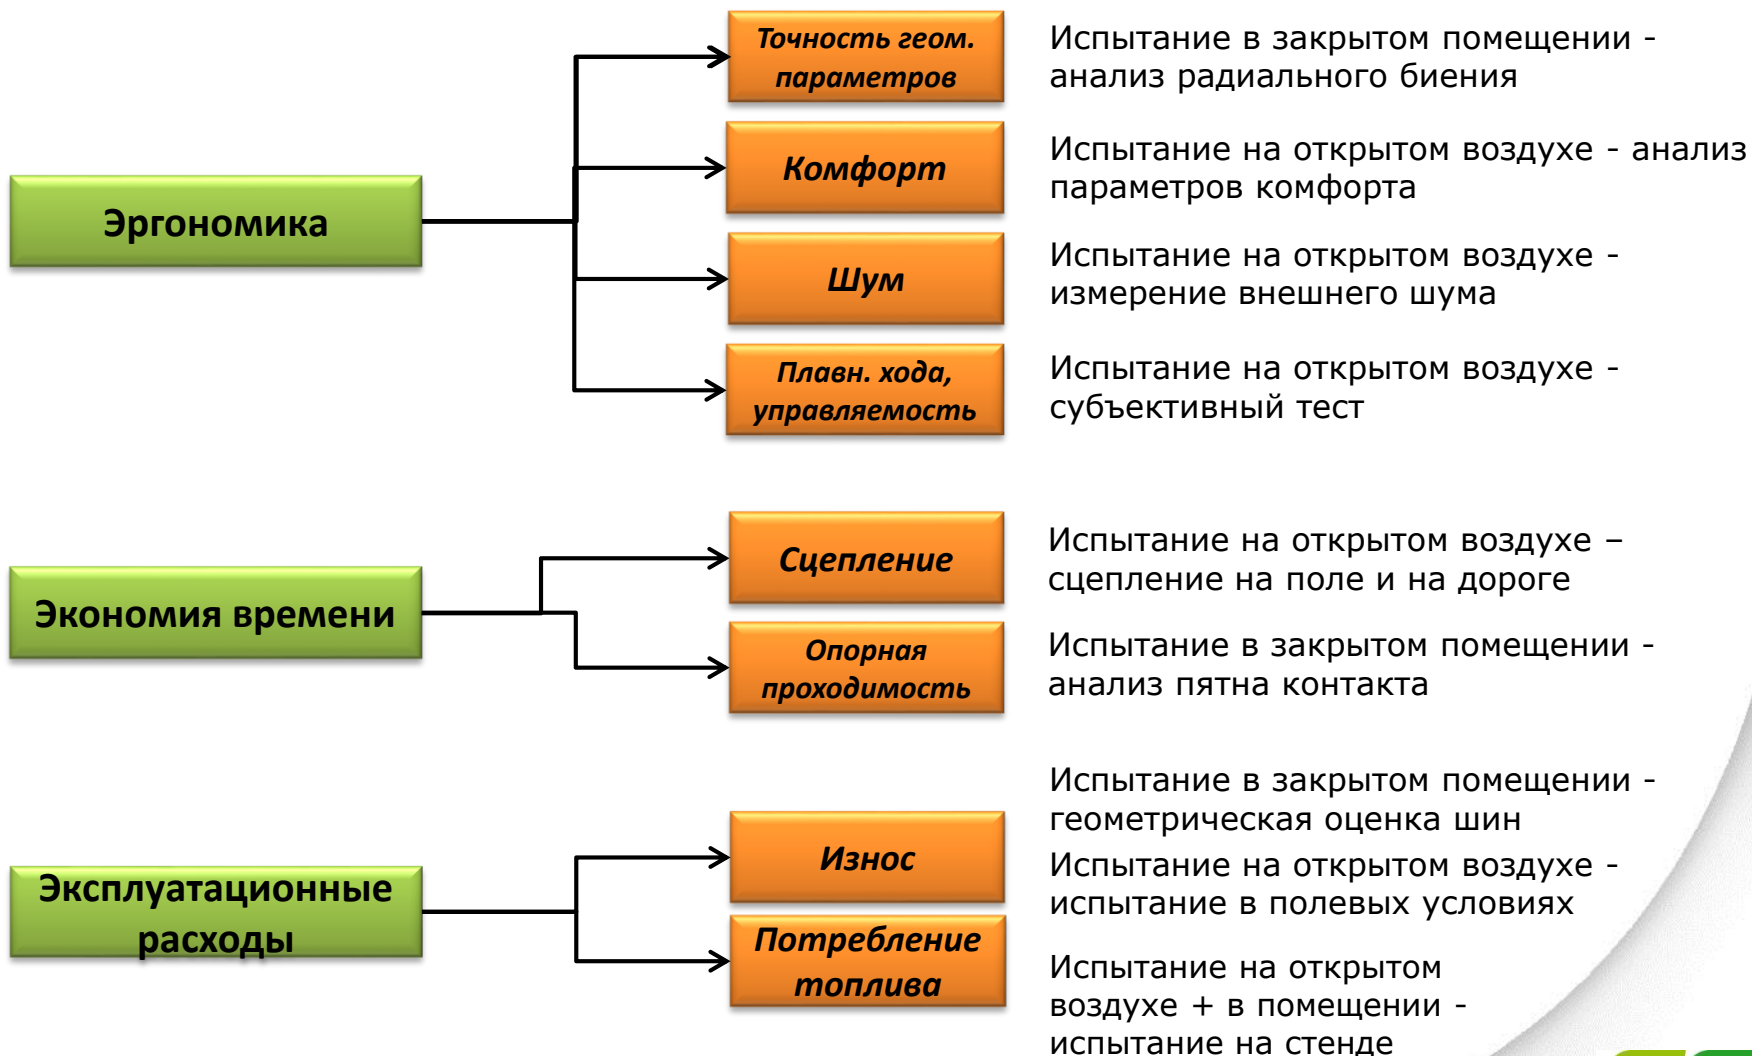 Эргономика
Точность геом.
параметров
Испытание в закрытом помещении -
анализ радиального биения
Комфорт
Испытание на открытом воздухе - анализ
параметров комфорта
Шум
Испытание на открытом воздухе -
измерение внешнего шума
Плавн. хода,
управляемость
Испытание на открытом воздухе -
субъективный тест
Экономия времени
Сцепление
Испытание на открытом воздухе –
сцепление на поле и на дороге
Опорная
проходимость
Испытание в закрытом помещении -
анализ пятна контакта
Эксплуатационные
расходы
Износ
Испытание в закрытом помещении -
геометрическая оценка шин
Испытание на открытом воздухе -
испытание в полевых условиях
Потребление
топлива
Испытание на открытом
воздухе + в помещении -
испытание на стенде